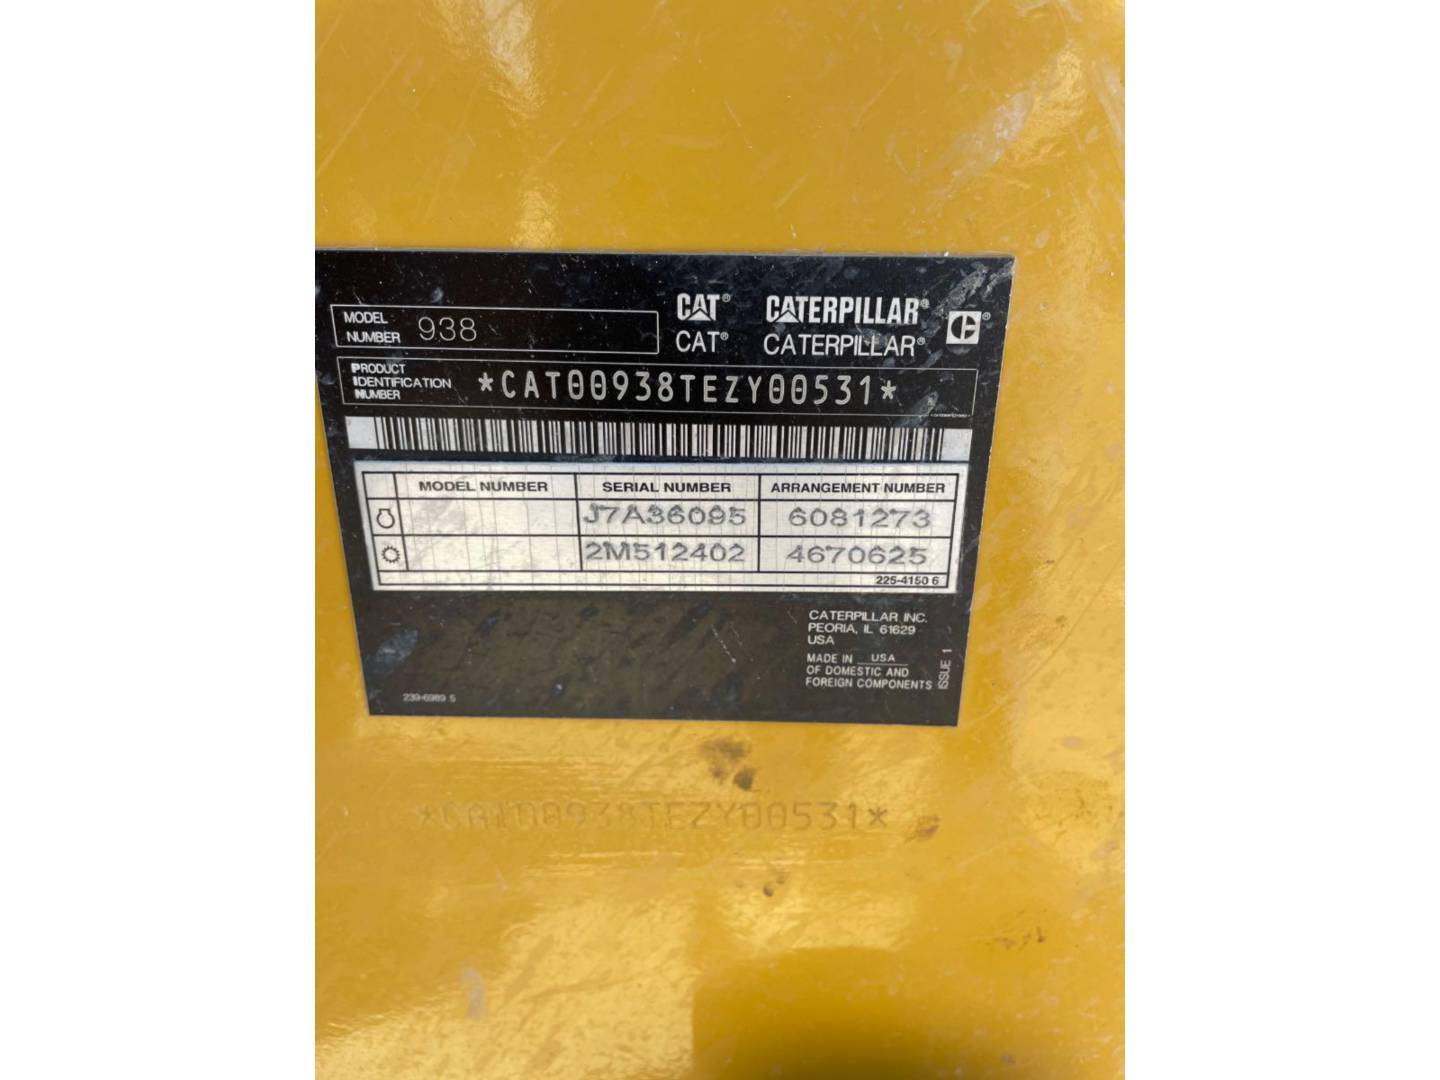 MODEL NUMBER 938
CAT® CATERPILLAR®
CAT® CATERPILLAR®
PRODUCT IDENTIFICATION NUMBER *CAT00938TEZY00531*
MODEL NUMBER SERIAL NUMBER ARRANGEMENT NUMBER
J7A36095 6081273
2M512402 4670625
225-4150 6
CATERPILLAR INC.
PEORIA, IL 61629
USA
MADE IN USA
OF DOMESTIC AND
FOREIGN COMPONENTS
ISSUE 1
239-6989 5
*CAT00938TEZY00531*